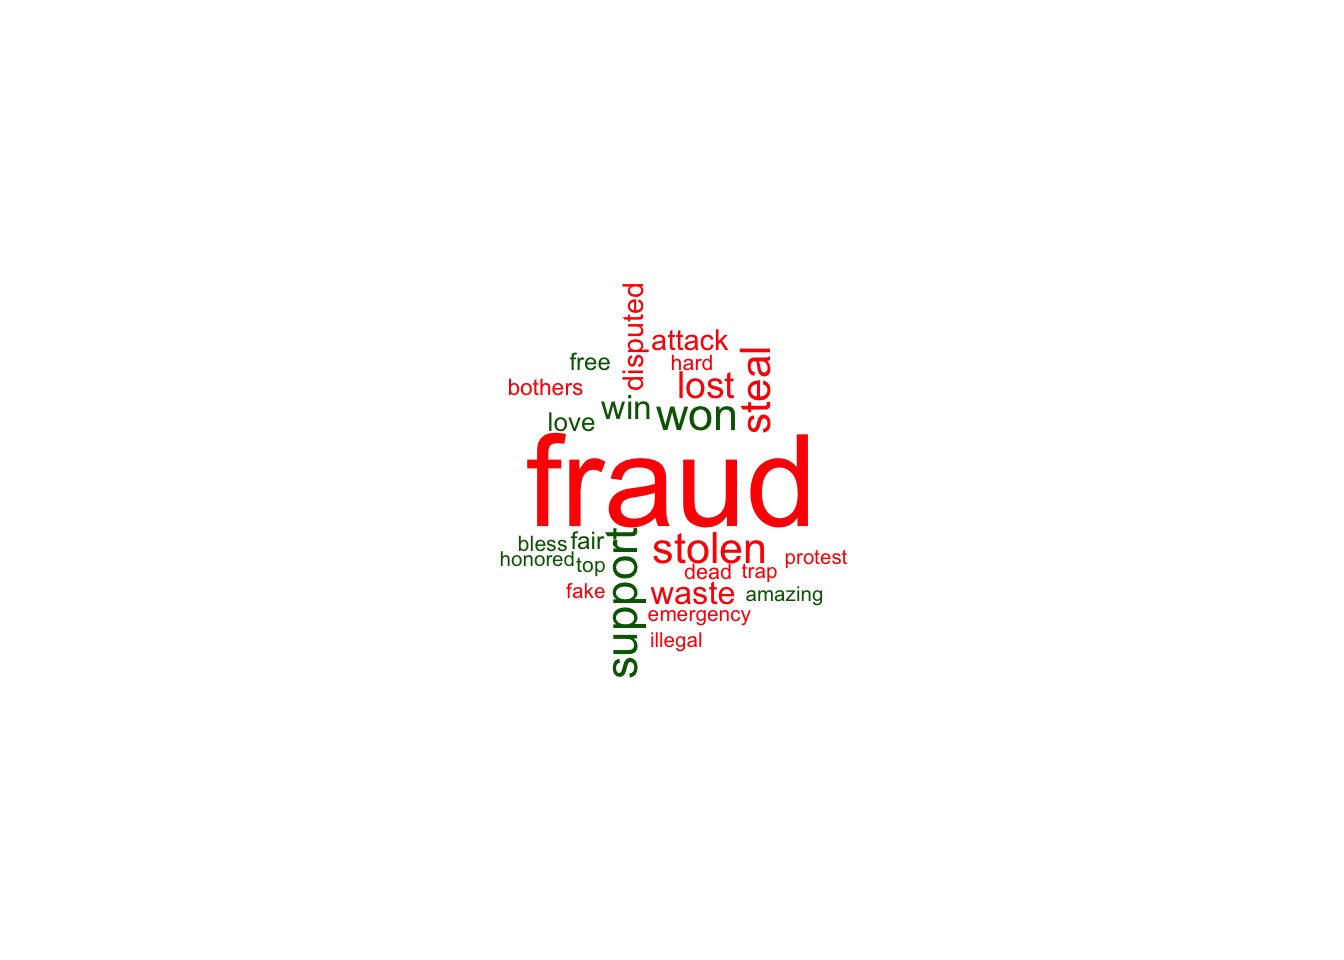 disputed
attack
free
hard
steal
bothers
lost
win
won
love
fraud
support
stolen
bless
fair
honored
top
protest
dead
trap
fake
waste
amazing
emergency
illegal